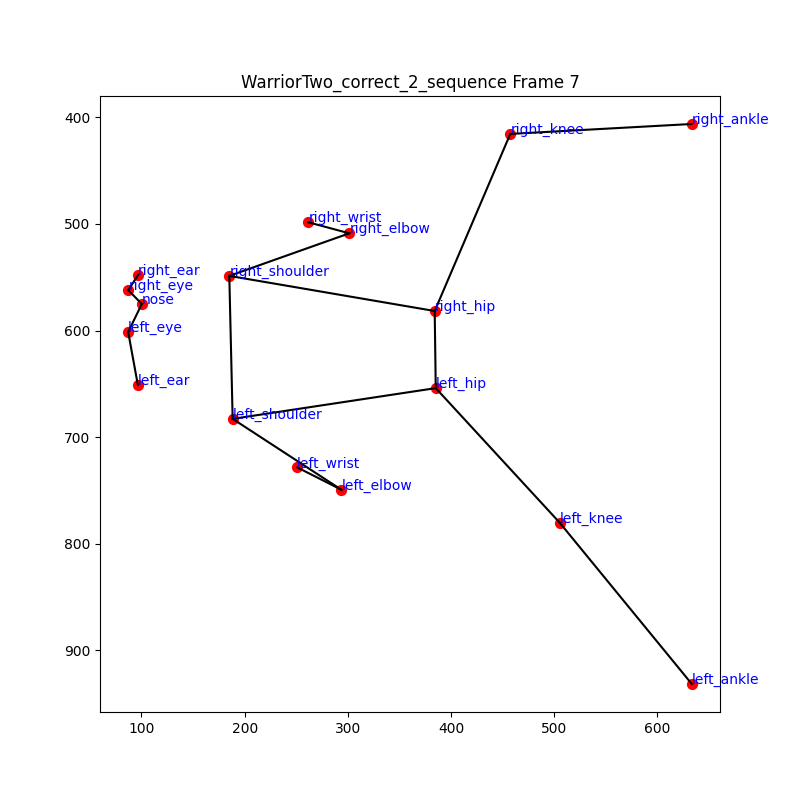 WarriorTwo_correct_2_sequence Frame 7
400
right_knee
right_ankle
right_wrist
500
right_elbow
right_ear
right_shoulder
right_eye
nose
right_hip
600
left_eye
left_ear
left_hip
left_shoulder
700
left_wrist
left_elbow
left_knee
800
900
left_ankle
100 200 300 400 500 600